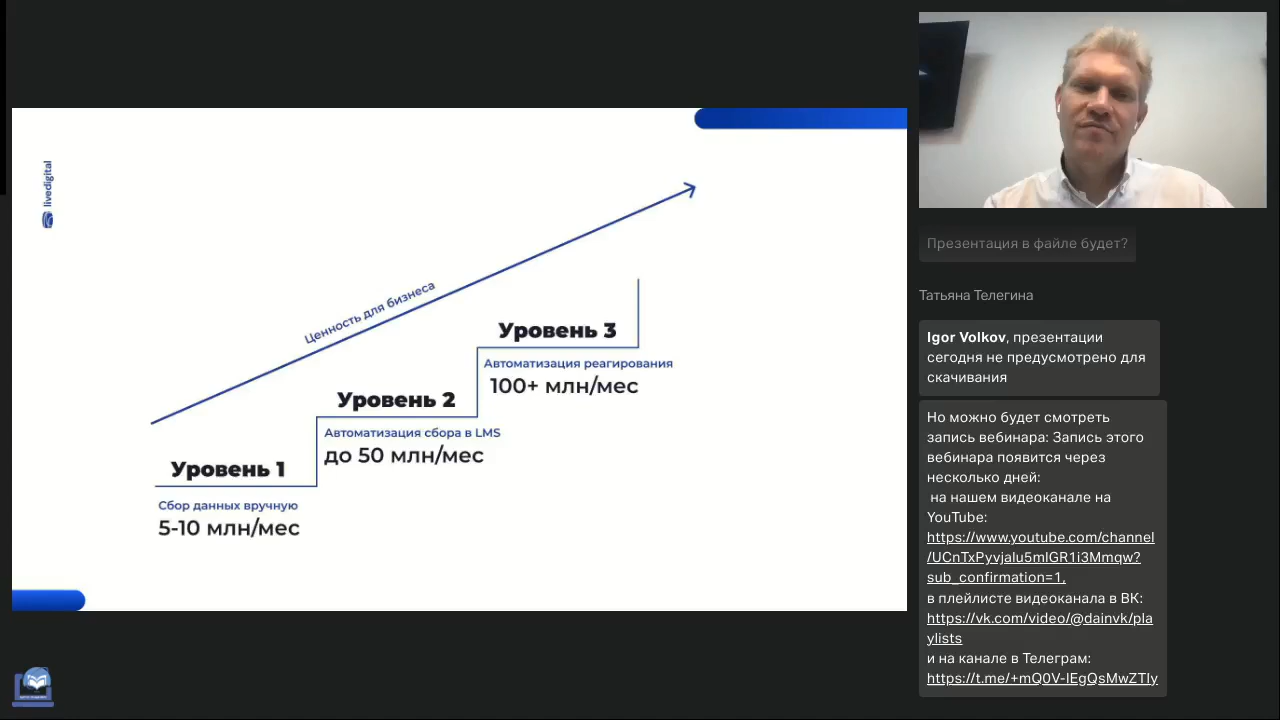 livedigital
Ценность для бизнеса
Уровень 3
Автоматизация реагирования
100+ млн/мес
Уровень 2
Автоматизация сбора в LMS
до 50 млн/мес
Уровень 1
Сбор данных вручную
5-10 млн/мес
Презентация в файле будет?
Татьяна Телегина
Igor Volkov, презентации
сегодня не предусмотрено для
скачивания
Но можно будет смотреть
запись вебинара: Запись этого
вебинара появится через
несколько дней:
на нашем видеоканале на
YouTube:
https://www.youtube.com/channel
/UCnTxPyvjalu5mlGR1i3Mmqw?
sub_confirmation=1,
в плейлисте видеоканала в ВК:
https://vk.com/video/@dainvk/pla
ylists
и на канале в Телеграм:
https://t.me/+mQ0V-lEgQsMwZTIy